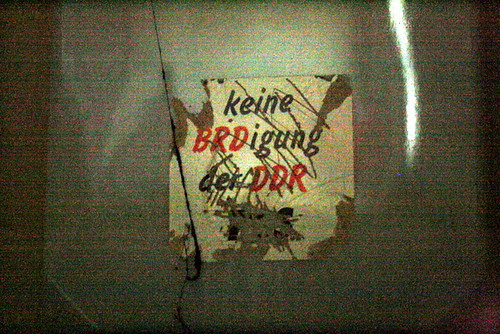 keine
BRDigung
der DDR